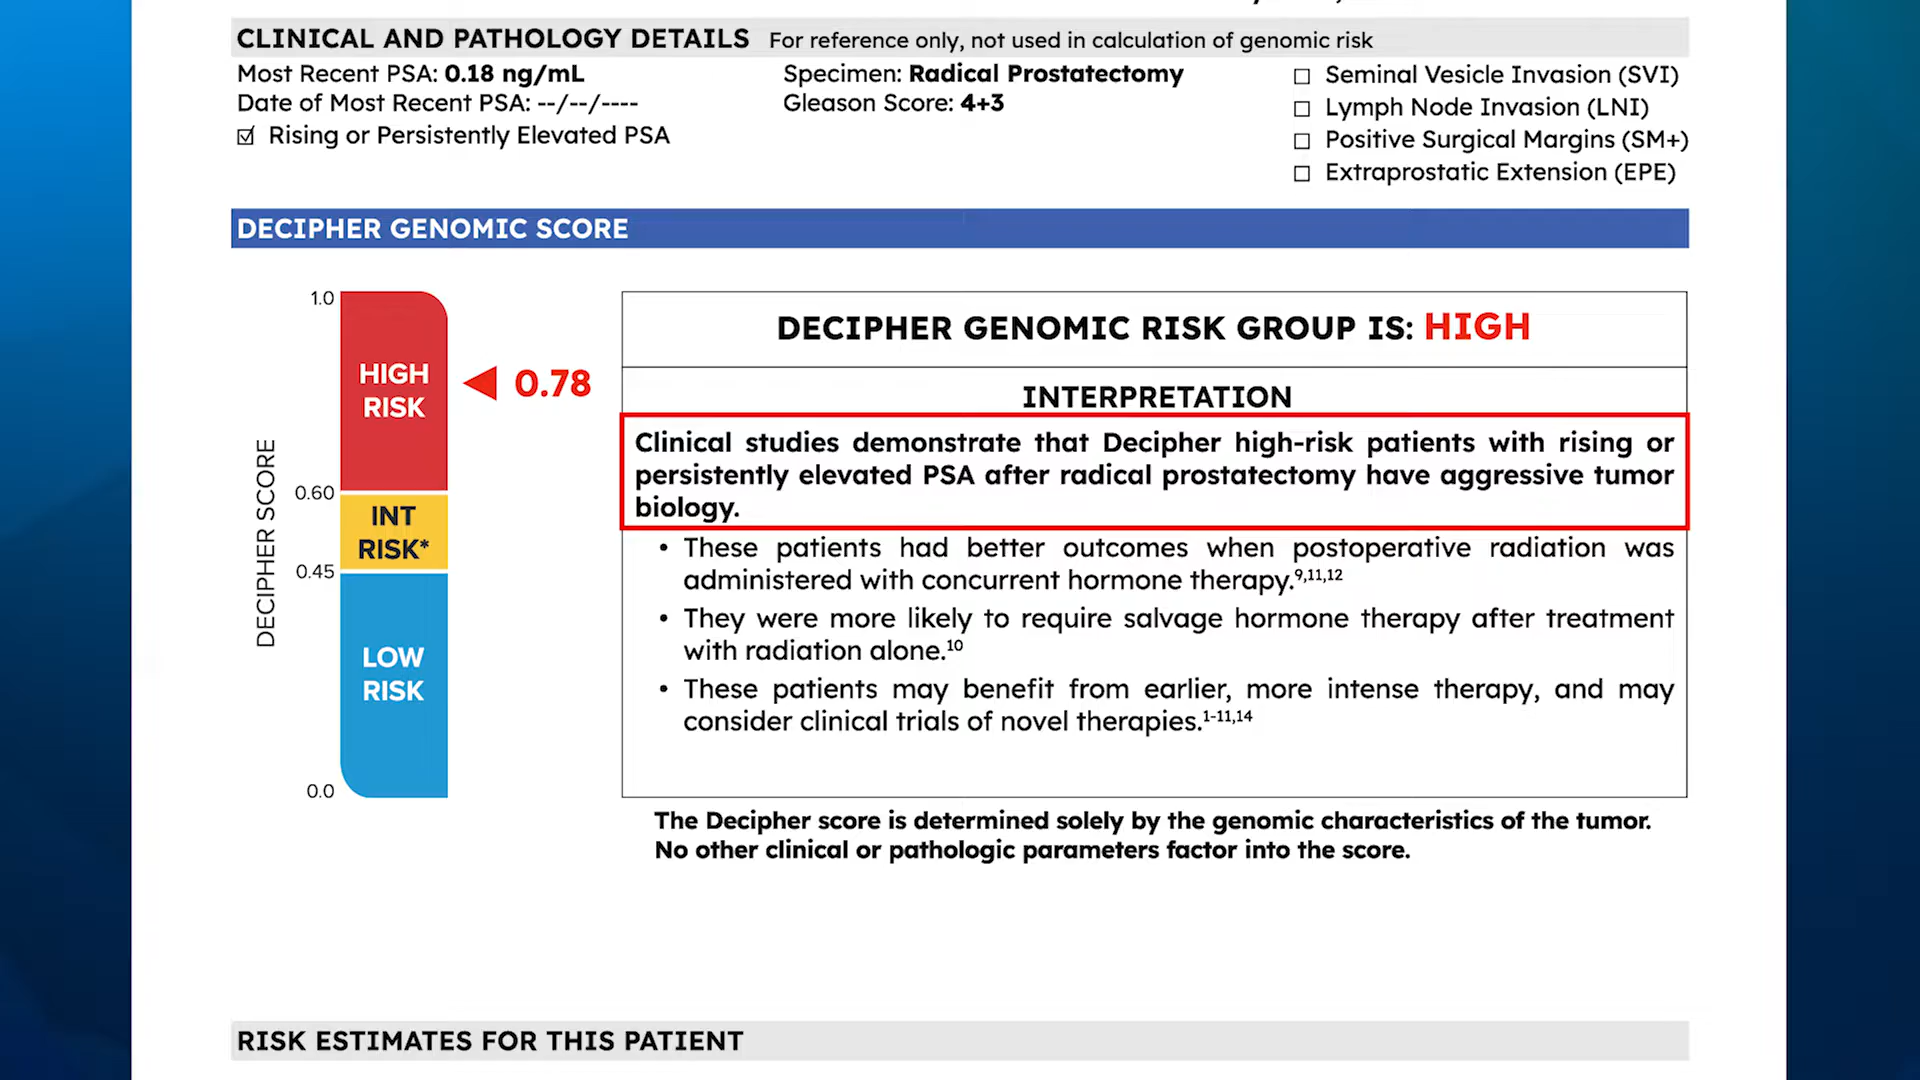 CLINICAL AND PATHOLOGY DETAILS For reference only, not used in calculation of genomic risk
Most Recent PSA: 0.18 ng/mL
Date of Most Recent PSA: --/--/----
☑ Rising or Persistently Elevated PSA
Specimen: Radical Prostatectomy
Gleason Score: 4+3
☐ Seminal Vesicle Invasion (SVI)
☐ Lymph Node Invasion (LNI)
☐ Positive Surgical Margins (SM+)
☐ Extraprostatic Extension (EPE)
DECIPHER GENOMIC SCORE
DECIPHER SCORE
1.0
0.60
0.45
0.0
HIGH
RISK
INT
RISK*
LOW
RISK
0.78
DECIPHER GENOMIC RISK GROUP IS: HIGH
INTERPRETATION
Clinical studies demonstrate that Decipher high-risk patients with rising or
persistently elevated PSA after radical prostatectomy have aggressive tumor
biology.
• These patients had better outcomes when postoperative radiation was
administered with concurrent hormone therapy.9,11,12
• They were more likely to require salvage hormone therapy after treatment
with radiation alone.10
• These patients may benefit from earlier, more intense therapy, and may
consider clinical trials of novel therapies.1-11,14
The Decipher score is determined solely by the genomic characteristics of the tumor.
No other clinical or pathologic parameters factor into the score.
RISK ESTIMATES FOR THIS PATIENT